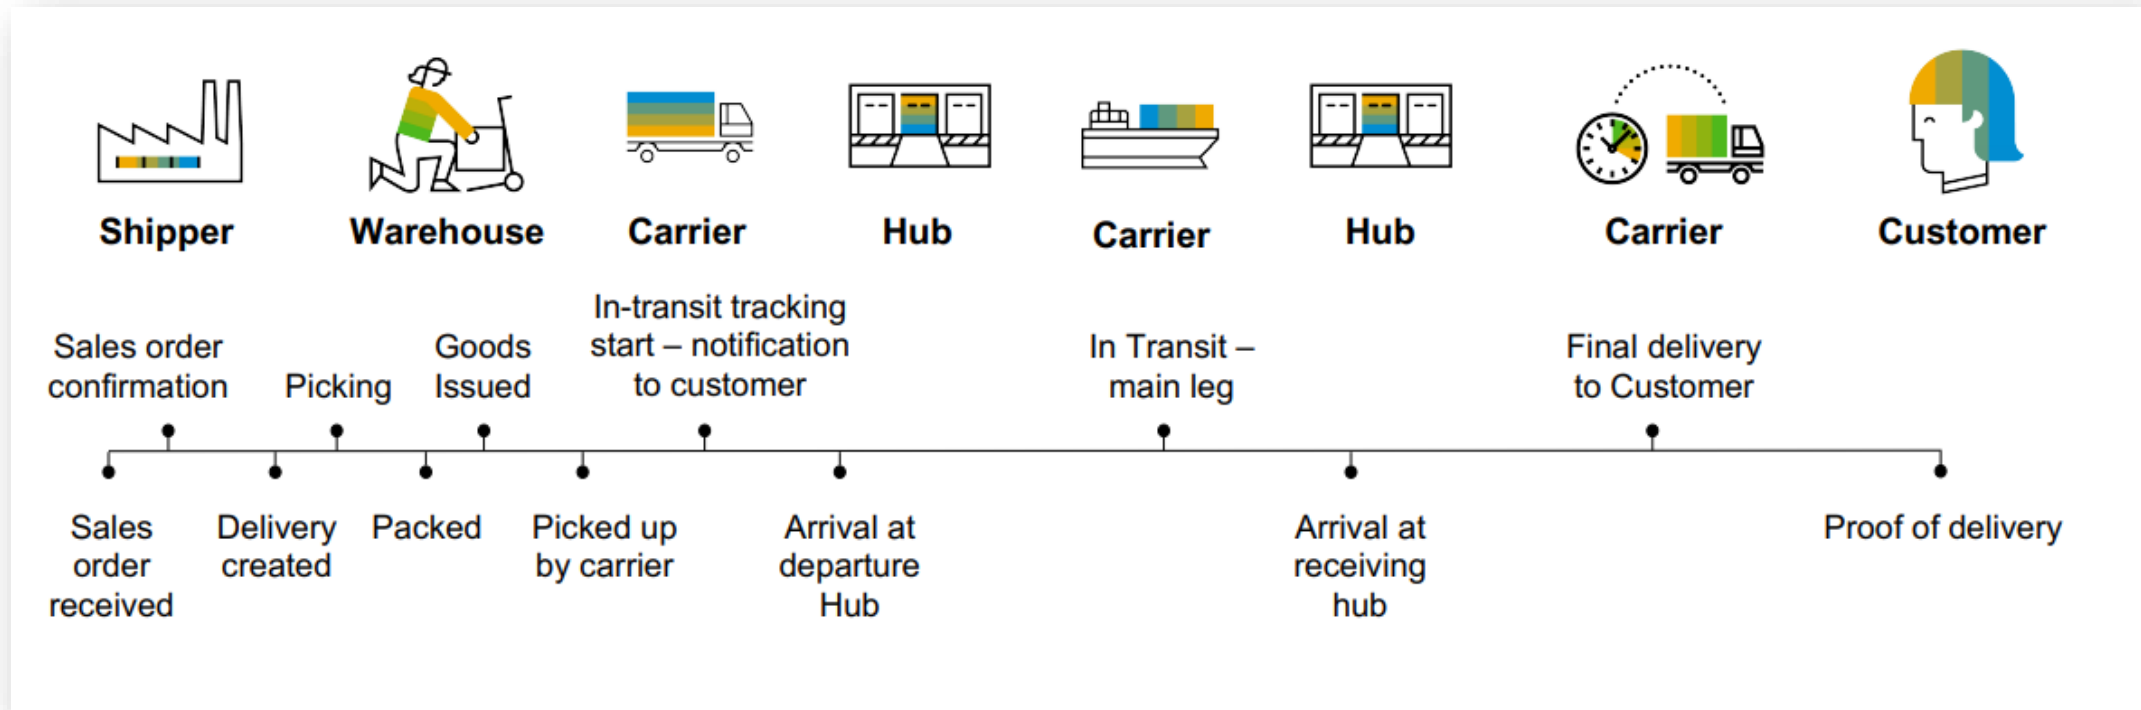 Shipper
Warehouse
Carrier
Hub
Carrier
Hub
Carrier
Customer
Sales order
confirmation
Picking
Goods
Issued
In-transit tracking
start – notification
to customer
In Transit –
main leg
Final delivery
to Customer
Sales
order
received
Delivery
created
Packed
Picked up
by carrier
Arrival at
departure
Hub
Arrival at
receiving
hub
Proof of delivery